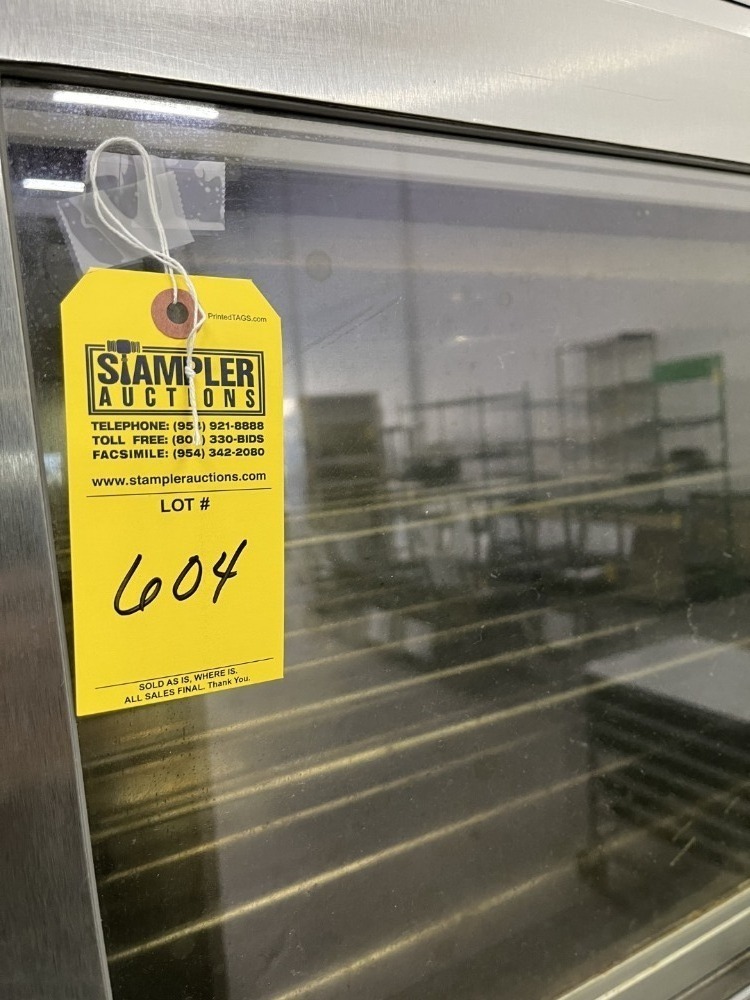 PrintedTAGS.com
STAMPLER
AUCTIONS
TELEPHONE: (954) 921-8888
TOLL FREE: (800) 330-BIDS
FACSIMILE: (954) 342-2080
www.stamplerauctions.com
LOT #
604
SOLD AS IS, WHERE IS.
ALL SALES FINAL. Thank You.